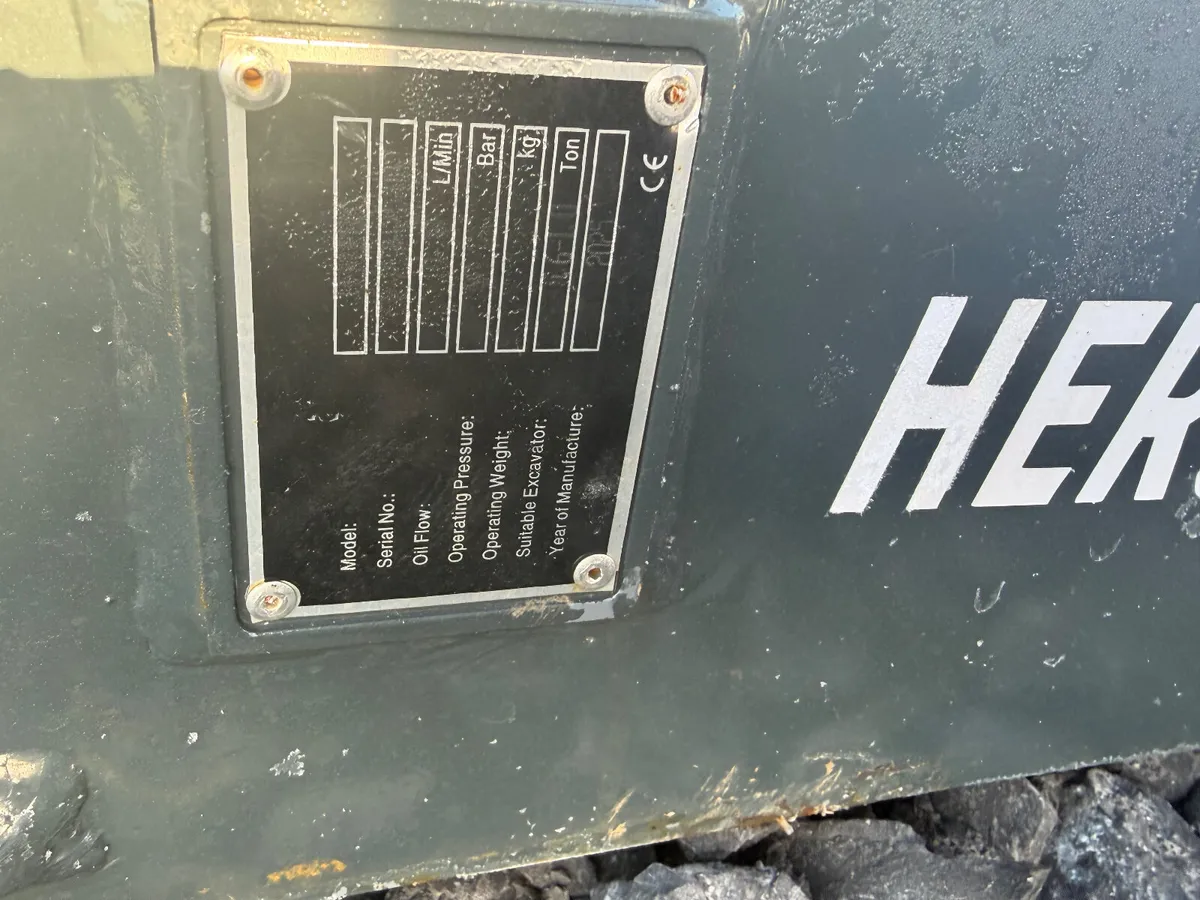 Model:
Serial No.:
Oil Flow: L/Min
Operating Pressure: Bar
Operating Weight: kg
Suitable Excavator: Ton
Year of Manufacture:
CE
HER